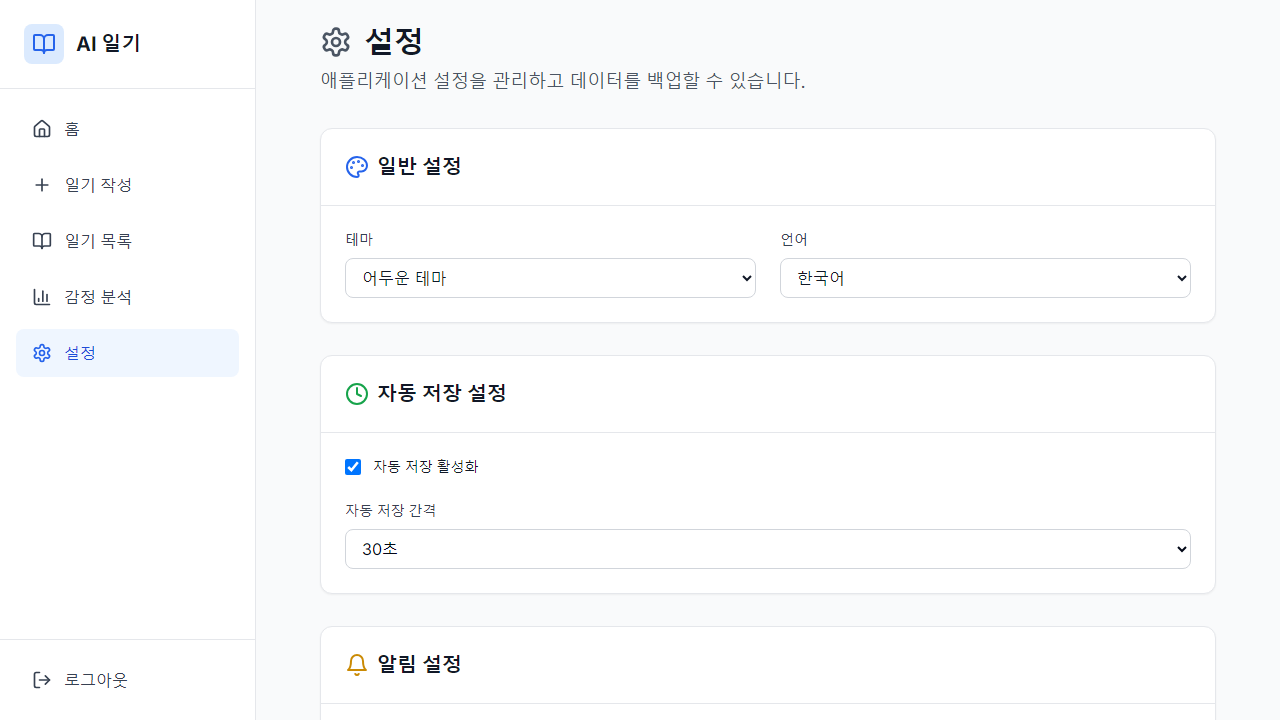 AI 일기
홈
일기 작성
일기 목록
감정 분석
설정
로그아웃
설정
애플리케이션 설정을 관리하고 데이터를 백업할 수 있습니다.
일반 설정
테마
어두운 테마
언어
한국어
자동 저장 설정
자동 저장 활성화
자동 저장 간격
30초
알림 설정